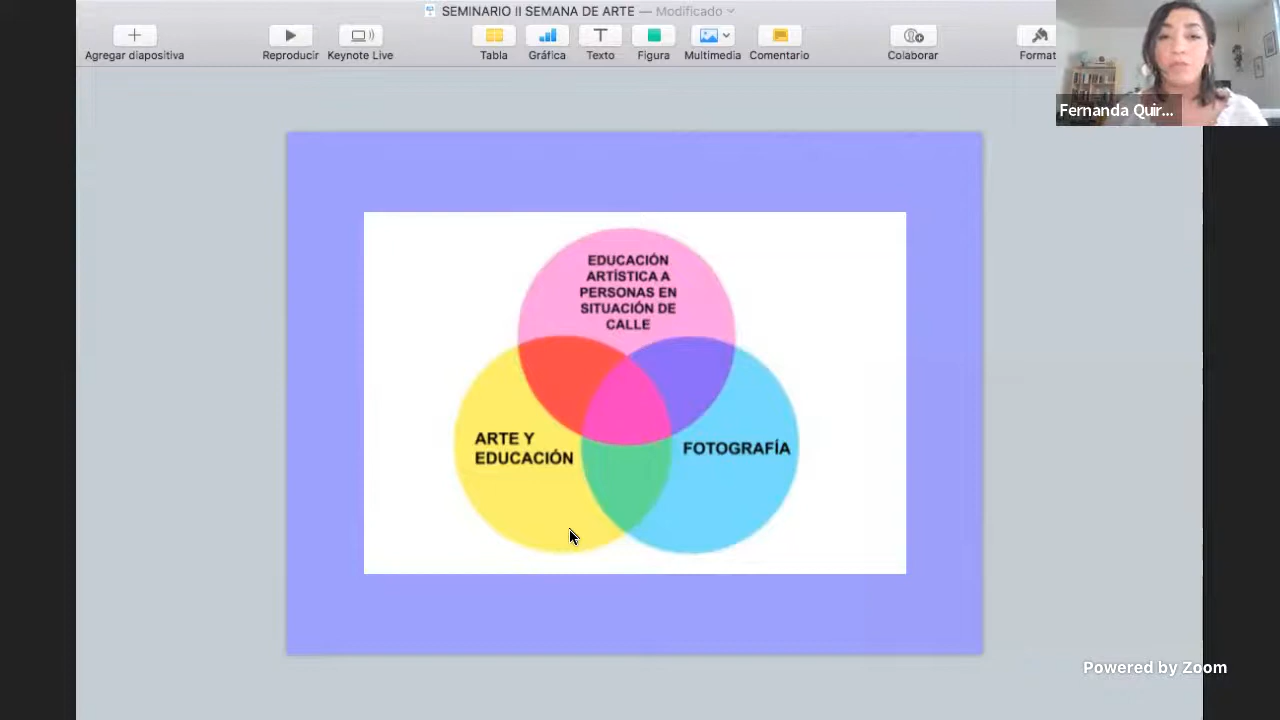 SEMINARIO II SEMANA DE ARTE — Modificado
Agregar diapositiva
Reproducir
Keynote Live
Tabla
Gráfica
Texto
Figura
Multimedia
Comentario
Colaborar
Format
Fernanda Quir...
EDUCACIÓN
ARTÍSTICA A
PERSONAS EN
SITUACIÓN DE
CALLE
ARTE Y
EDUCACIÓN
FOTOGRAFÍA
Powered by Zoom